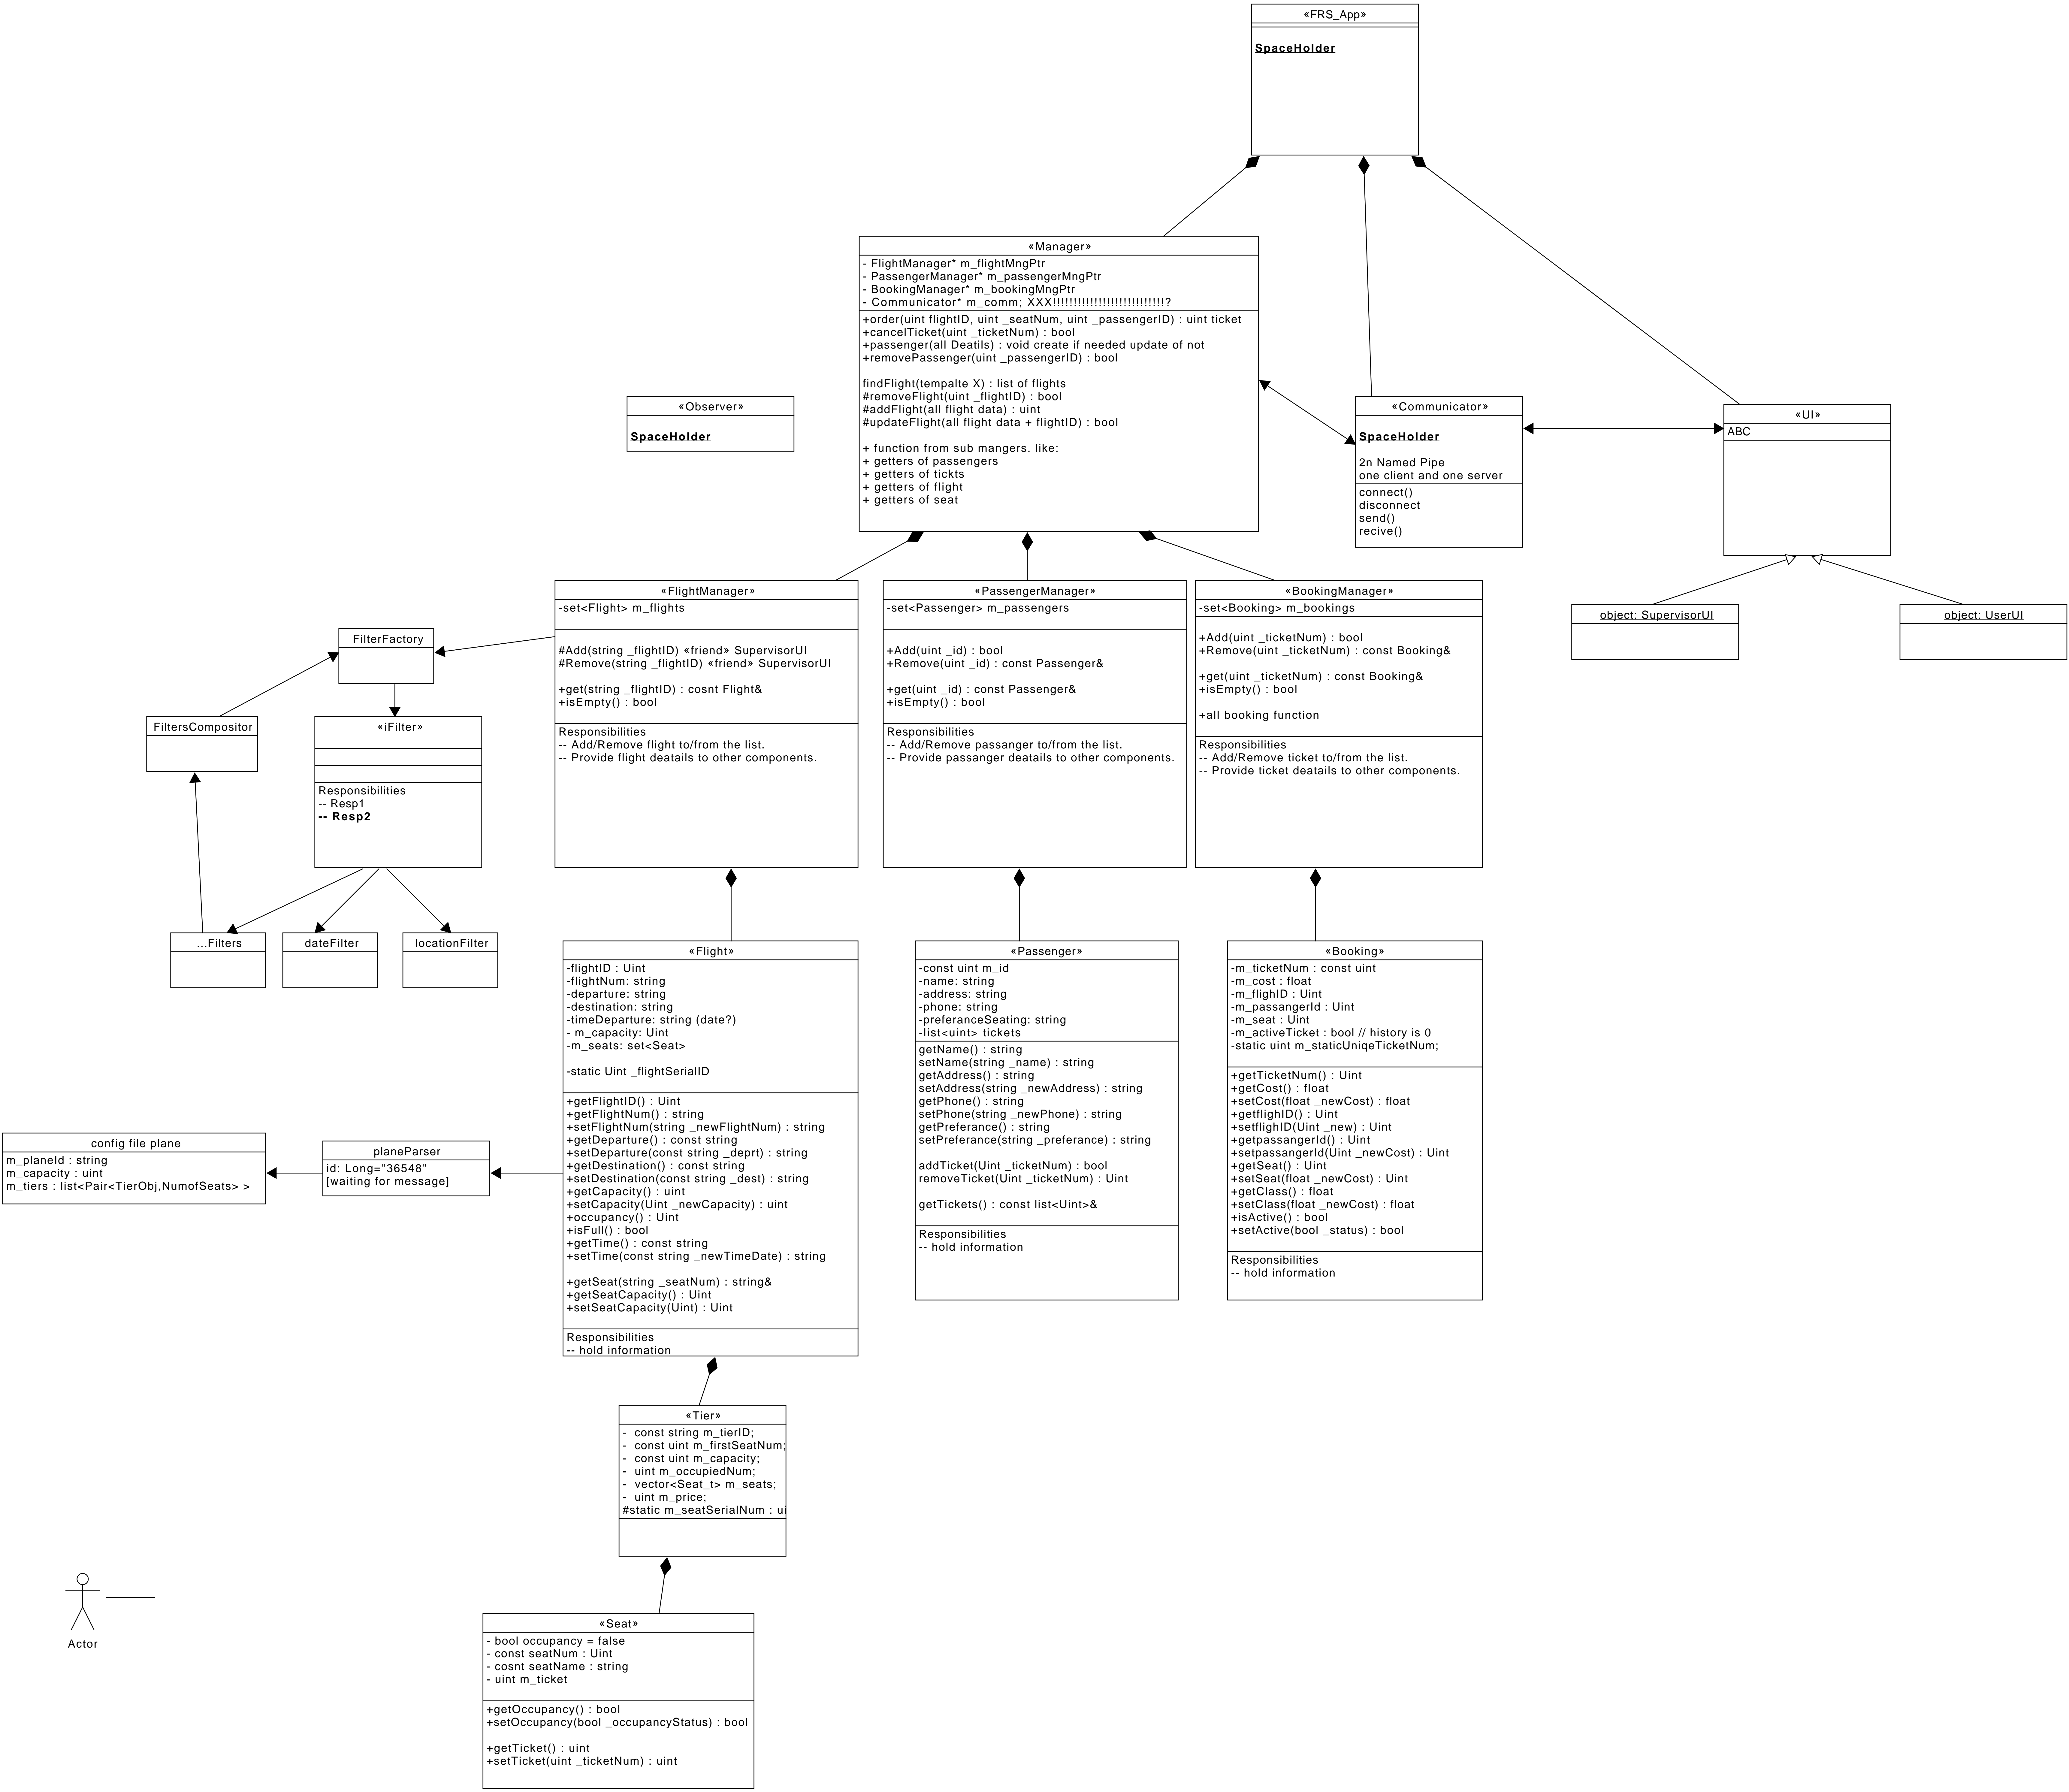 «FRS_App»
SpaceHolder
«Manager»
- FlightManager* m_flightMngPtr
- PassengerManager* m_passengerMngPtr
- BookingManager* m_bookingMngPtr
- Communicator* m_comm; XXX!!!!!!!!!!!!!!!!!!!!!!!!!!!?
+order(uint flightID, uint _seatNum, uint _passengerID) : uint ticket
+cancelTicket(uint _ticketNum) : bool
+passenger(all Deatils) : void create if needed update of not
+removePassenger(uint _passengerID) : bool
findFlight(tempalte X) : list of flights
#removeFlight(uint _flightID) : bool
#addFlight(all flight data) : uint
#updateFlight(all flight data + flightID) : bool
+ function from sub mangers. like:
+ getters of passengers
+ getters of tickts
+ getters of flight
+ getters of seat
«Observer»
SpaceHolder
«Communicator»
SpaceHolder
2n Named Pipe
one client and one server
connect()
disconnect
send()
recive()
«UI»
ABC
object: SupervisorUI
object: UserUI
«FlightManager»
-set<Flight> m_flights
#Add(string _flightID) «friend» SupervisorUI
#Remove(string _flightID) «friend» SupervisorUI
+get(string _flightID) : cosnt Flight&
+isEmpty() : bool
Responsibilities
-- Add/Remove flight to/from the list.
-- Provide flight deatails to other components.
«PassengerManager»
-set<Passenger> m_passengers
+Add(uint _id) : bool
+Remove(uint _id) : const Passenger&
+get(uint _id) : const Passenger&
+isEmpty() : bool
Responsibilities
-- Add/Remove passanger to/from the list.
-- Provide passanger deatails to other components.
«BookingManager»
-set<Booking> m_bookings
+Add(uint _ticketNum) : bool
+Remove(uint _ticketNum) : const Booking&
+get(uint _ticketNum) : const Booking&
+isEmpty() : bool
+all booking function
Responsibilities
-- Add/Remove ticket to/from the list.
-- Provide ticket deatails to other components.
FilterFactory
FiltersCompositor
«iFilter»
Responsibilities
-- Resp1
-- Resp2
...Filters
dateFilter
locationFilter
«Flight»
-flightID : Uint
-flightNum: string
-departure: string
-destination: string
-timeDeparture: string (date?)
- m_capacity: Uint
-m_seats: set<Seat>
-static Uint _flightSerialID
+getFlightID() : Uint
+getFlightNum() : string
+setFlightNum(string _newFlightNum) : string
+getDeparture() : const string
+setDeparture(const string _deprt) : string
+getDestination() : const string
+setDestination(const string _dest) : string
+getCapacity() : uint
+setCapacity(Uint _newCapacity) : uint
+occupancy() : Uint
+isFull() : bool
+getTime() : const string
+setTime(const string _newTimeDate) : string
+getSeat(string _seatNum) : string&
+getSeatCapacity() : Uint
+setSeatCapacity(Uint) : Uint
Responsibilities
-- hold information
«Passenger»
-const uint m_id
-name: string
-address: string
-phone: string
-preferanceSeating: string
-list<uint> tickets
getName() : string
setName(string _name) : string
getAddress() : string
setAddress(string _newAddress) : string
getPhone() : string
setPhone(string _newPhone) : string
getPreferance() : string
setPreferance(string _preferance) : string
addTicket(Uint _ticketNum) : bool
removeTicket(Uint _ticketNum) : Uint
getTickets() : const list<Uint>&
Responsibilities
-- hold information
«Booking»
-m_ticketNum : const uint
-m_cost : float
-m_flighID : Uint
-m_passangerId : Uint
-m_seat : Uint
-m_activeTicket : bool // history is 0
-static uint m_staticUniqeTicketNum;
+getTicketNum() : Uint
+getCost() : float
+setCost(float _newCost) : float
+getflighID() : Uint
+setflighID(Uint _new) : Uint
+getpassangerId() : Uint
+setpassangerId(Uint _newCost) : Uint
+getSeat() : Uint
+setSeat(float _newCost) : Uint
+getClass() : float
+setClass(float _newCost) : float
+isActive() : bool
+setActive(bool _status) : bool
Responsibilities
-- hold information
config file plane
m_planeId : string
m_capacity : uint
m_tiers : list<Pair<TierObj,NumofSeats> >
planeParser
id: Long="36548"
[waiting for message]
«Tier»
- const string m_tierID;
- const uint m_firstSeatNum;
- const uint m_capacity;
- uint m_occupiedNum;
- vector<Seat_t> m_seats;
- uint m_price;
#static m_seatSerialNum : ui
Actor
«Seat»
- bool occupancy = false
- const seatNum : Uint
- cosnt seatName : string
- uint m_ticket
+getOccupancy() : bool
+setOccupancy(bool _occupancyStatus) : bool
+getTicket() : uint
+setTicket(uint _ticketNum) : uint